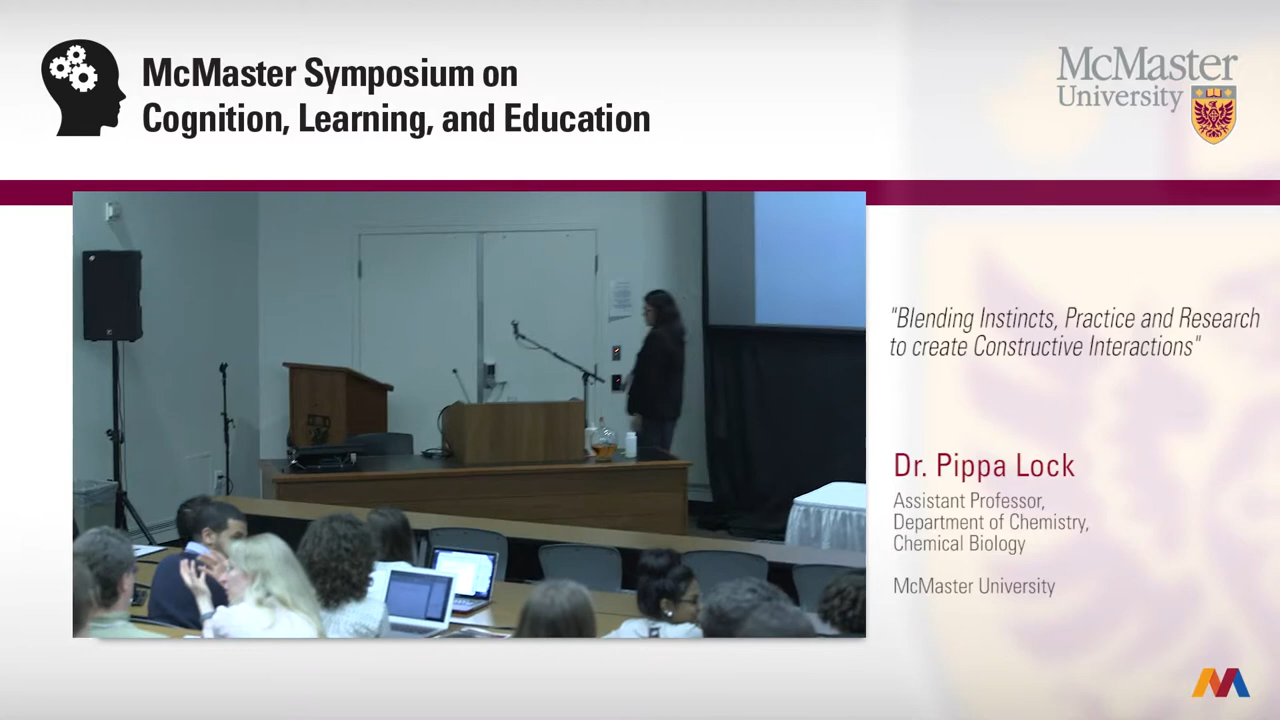 McMaster Symposium on
Cognition, Learning, and Education
McMaster
University
"Blending Instincts, Practice and Research
to create Constructive Interactions"
Dr. Pippa Lock
Assistant Professor,
Department of Chemistry,
Chemical Biology
McMaster University